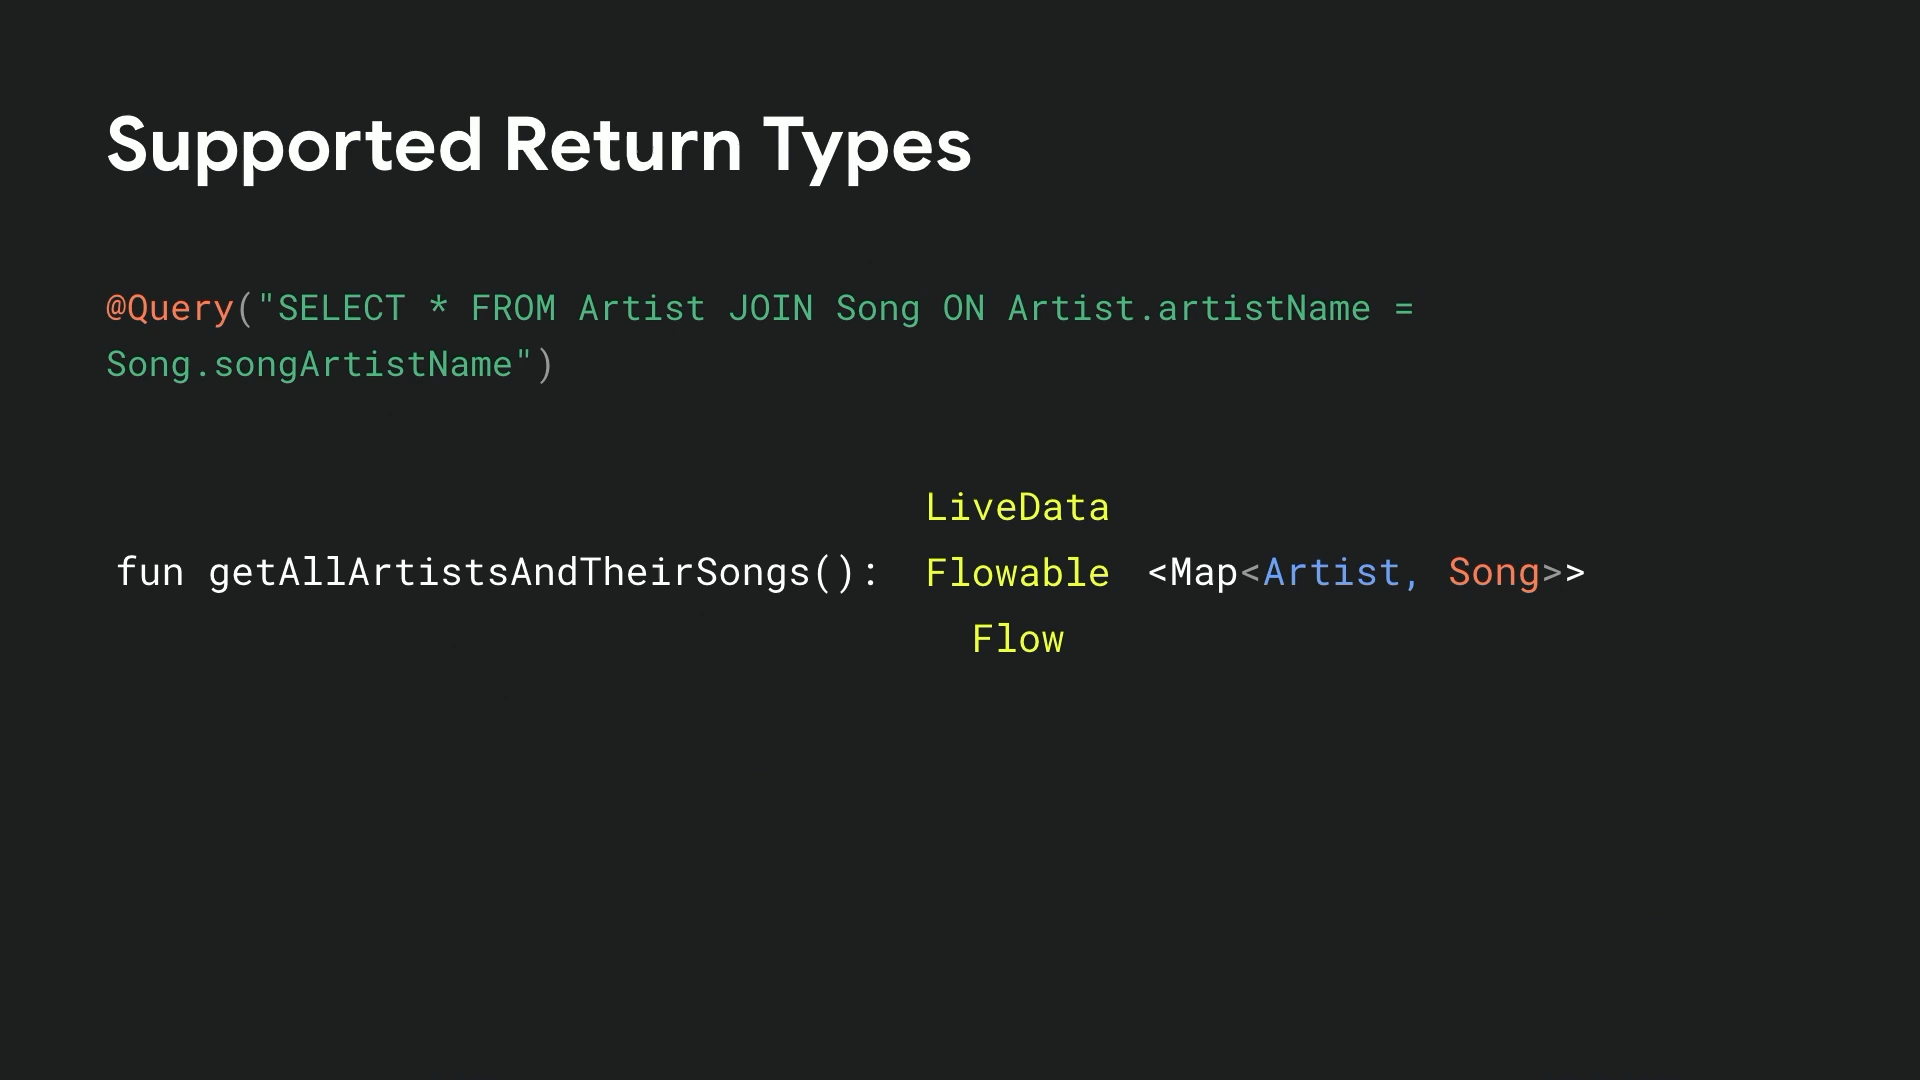 Supported Return Types
@Query("SELECT * FROM Artist JOIN Song ON Artist.artistName =
Song.songArtistName")
LiveData
fun getAllArtistsAndTheirSongs(): Flowable <Map<Artist, Song>>
Flow